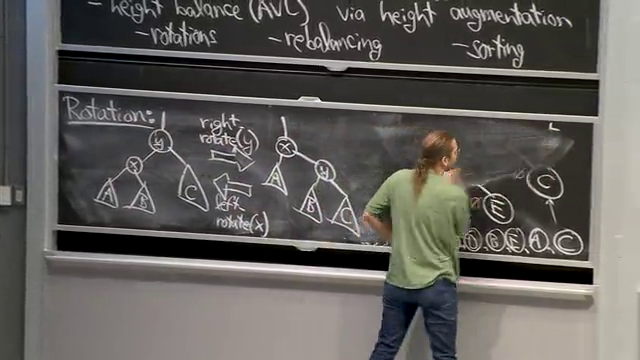 - height balance (AVL) via height augmentation
- rotations - rebalancing - sorting
Rotation:
right
rotate(y)
left
rotate(x)
y
x
A
B
C
x
y
A
B
C
E
C
E A C